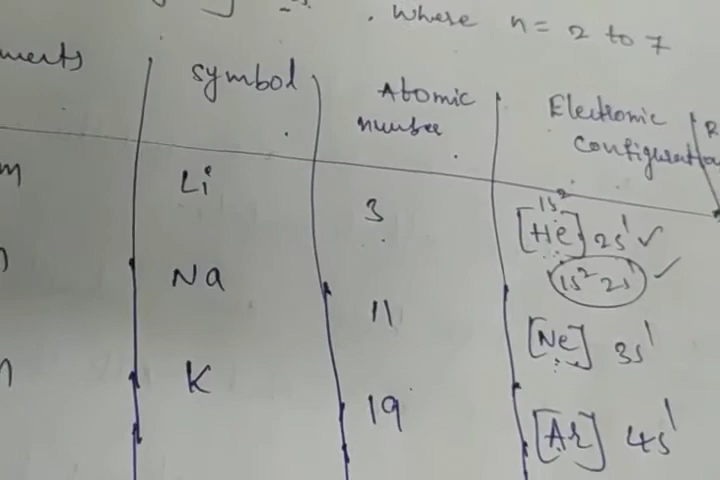 . Where n = 2 to 7
symbol
Atomic number
Electronic configuration
R
Li
3
1s²
[He] 2s¹ ✓
1s² 2s¹ ✓
Na
11
[Ne] 3s¹
K
19
[Ar] 4s¹